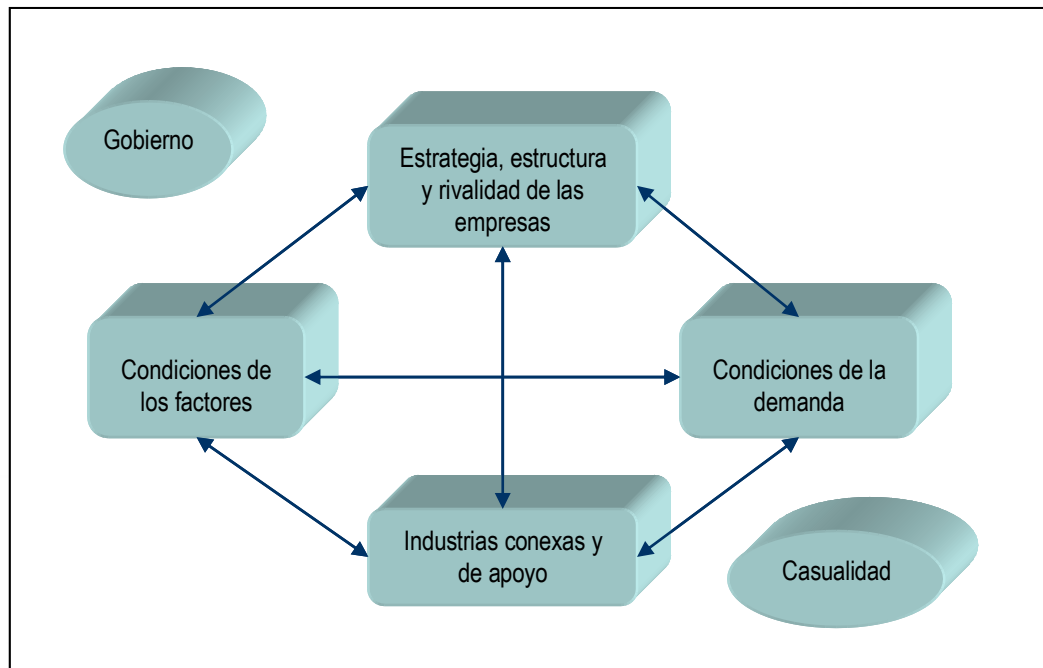 Gobierno
Estrategia, estructura
y rivalidad de las
empresas
Condiciones de
los factores
Condiciones de la
demanda
Industrias conexas y
de apoyo
Casualidad